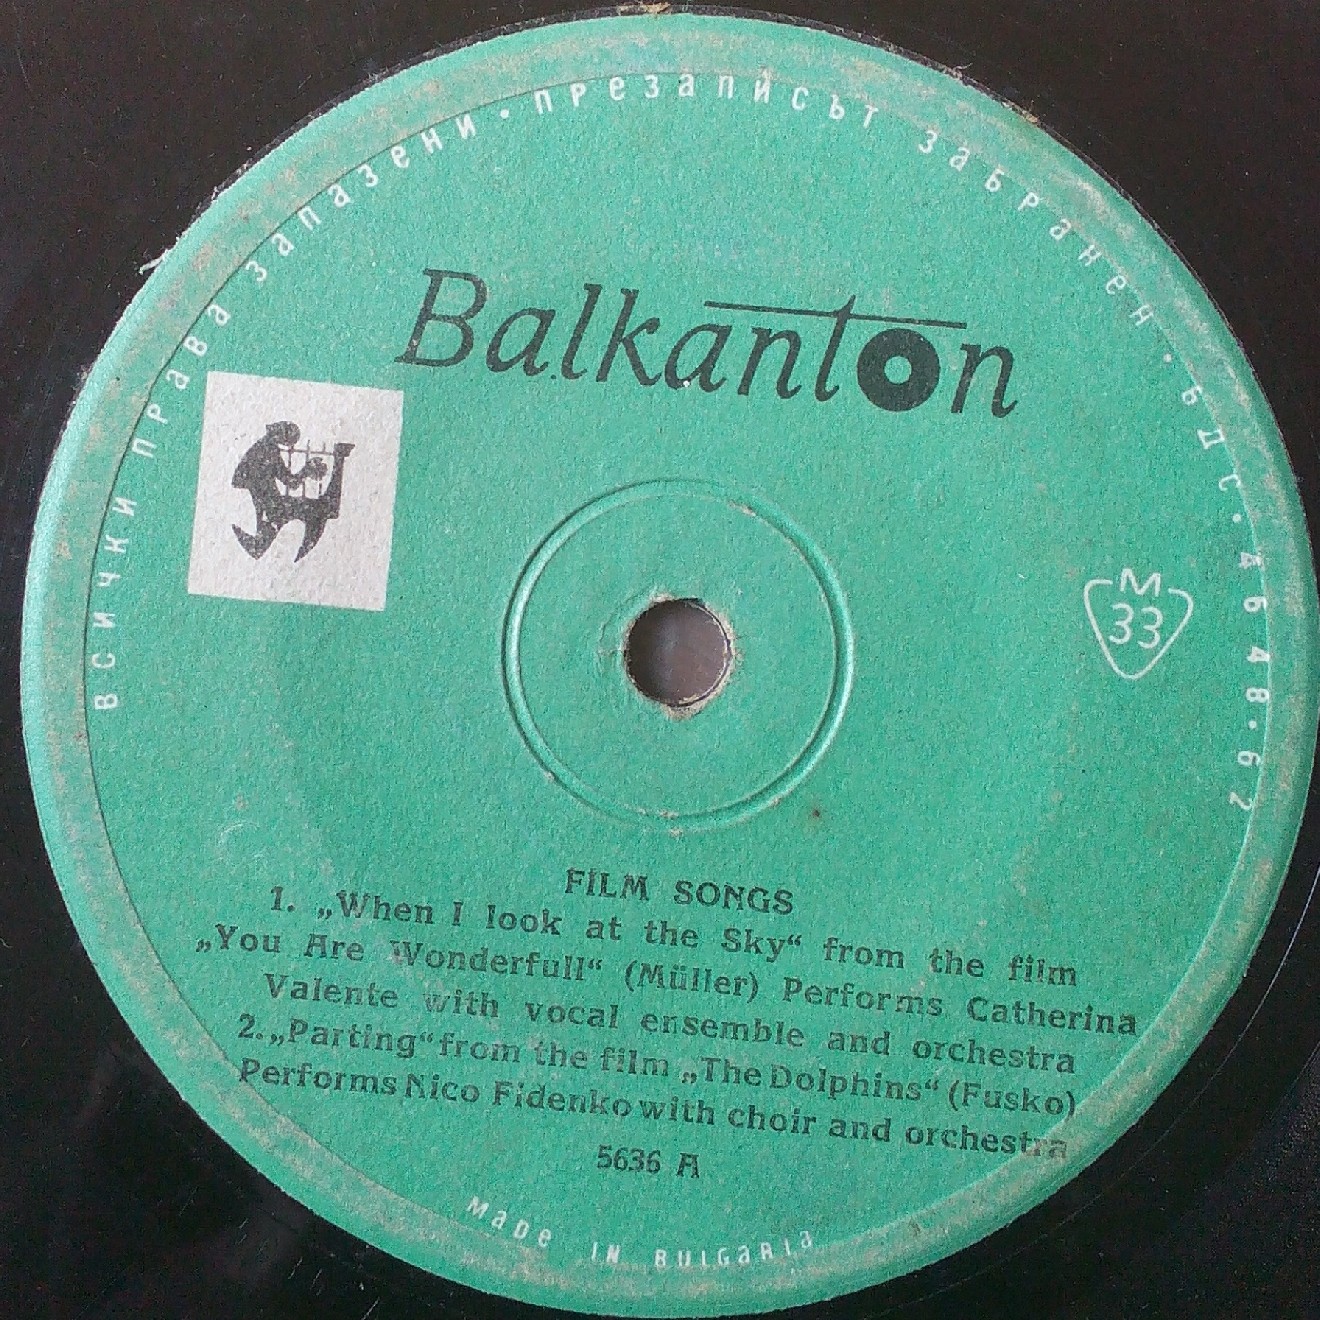 всички права запазени · презаписът забранен · БДС · 4648 · 62
Balkanton
M
33
FILM SONGS
1. „When I look at the Sky“ from the film
„You Are Wonderfull“ (Müller) Performs Catherina
Valente with vocal ensemble and orchestra
2. „Parting“ from the film „The Dolphins“ (Fusko)
Performs Nico Fidenko with choir and orchestra
5636 A
MaDe IN BULGaRIa